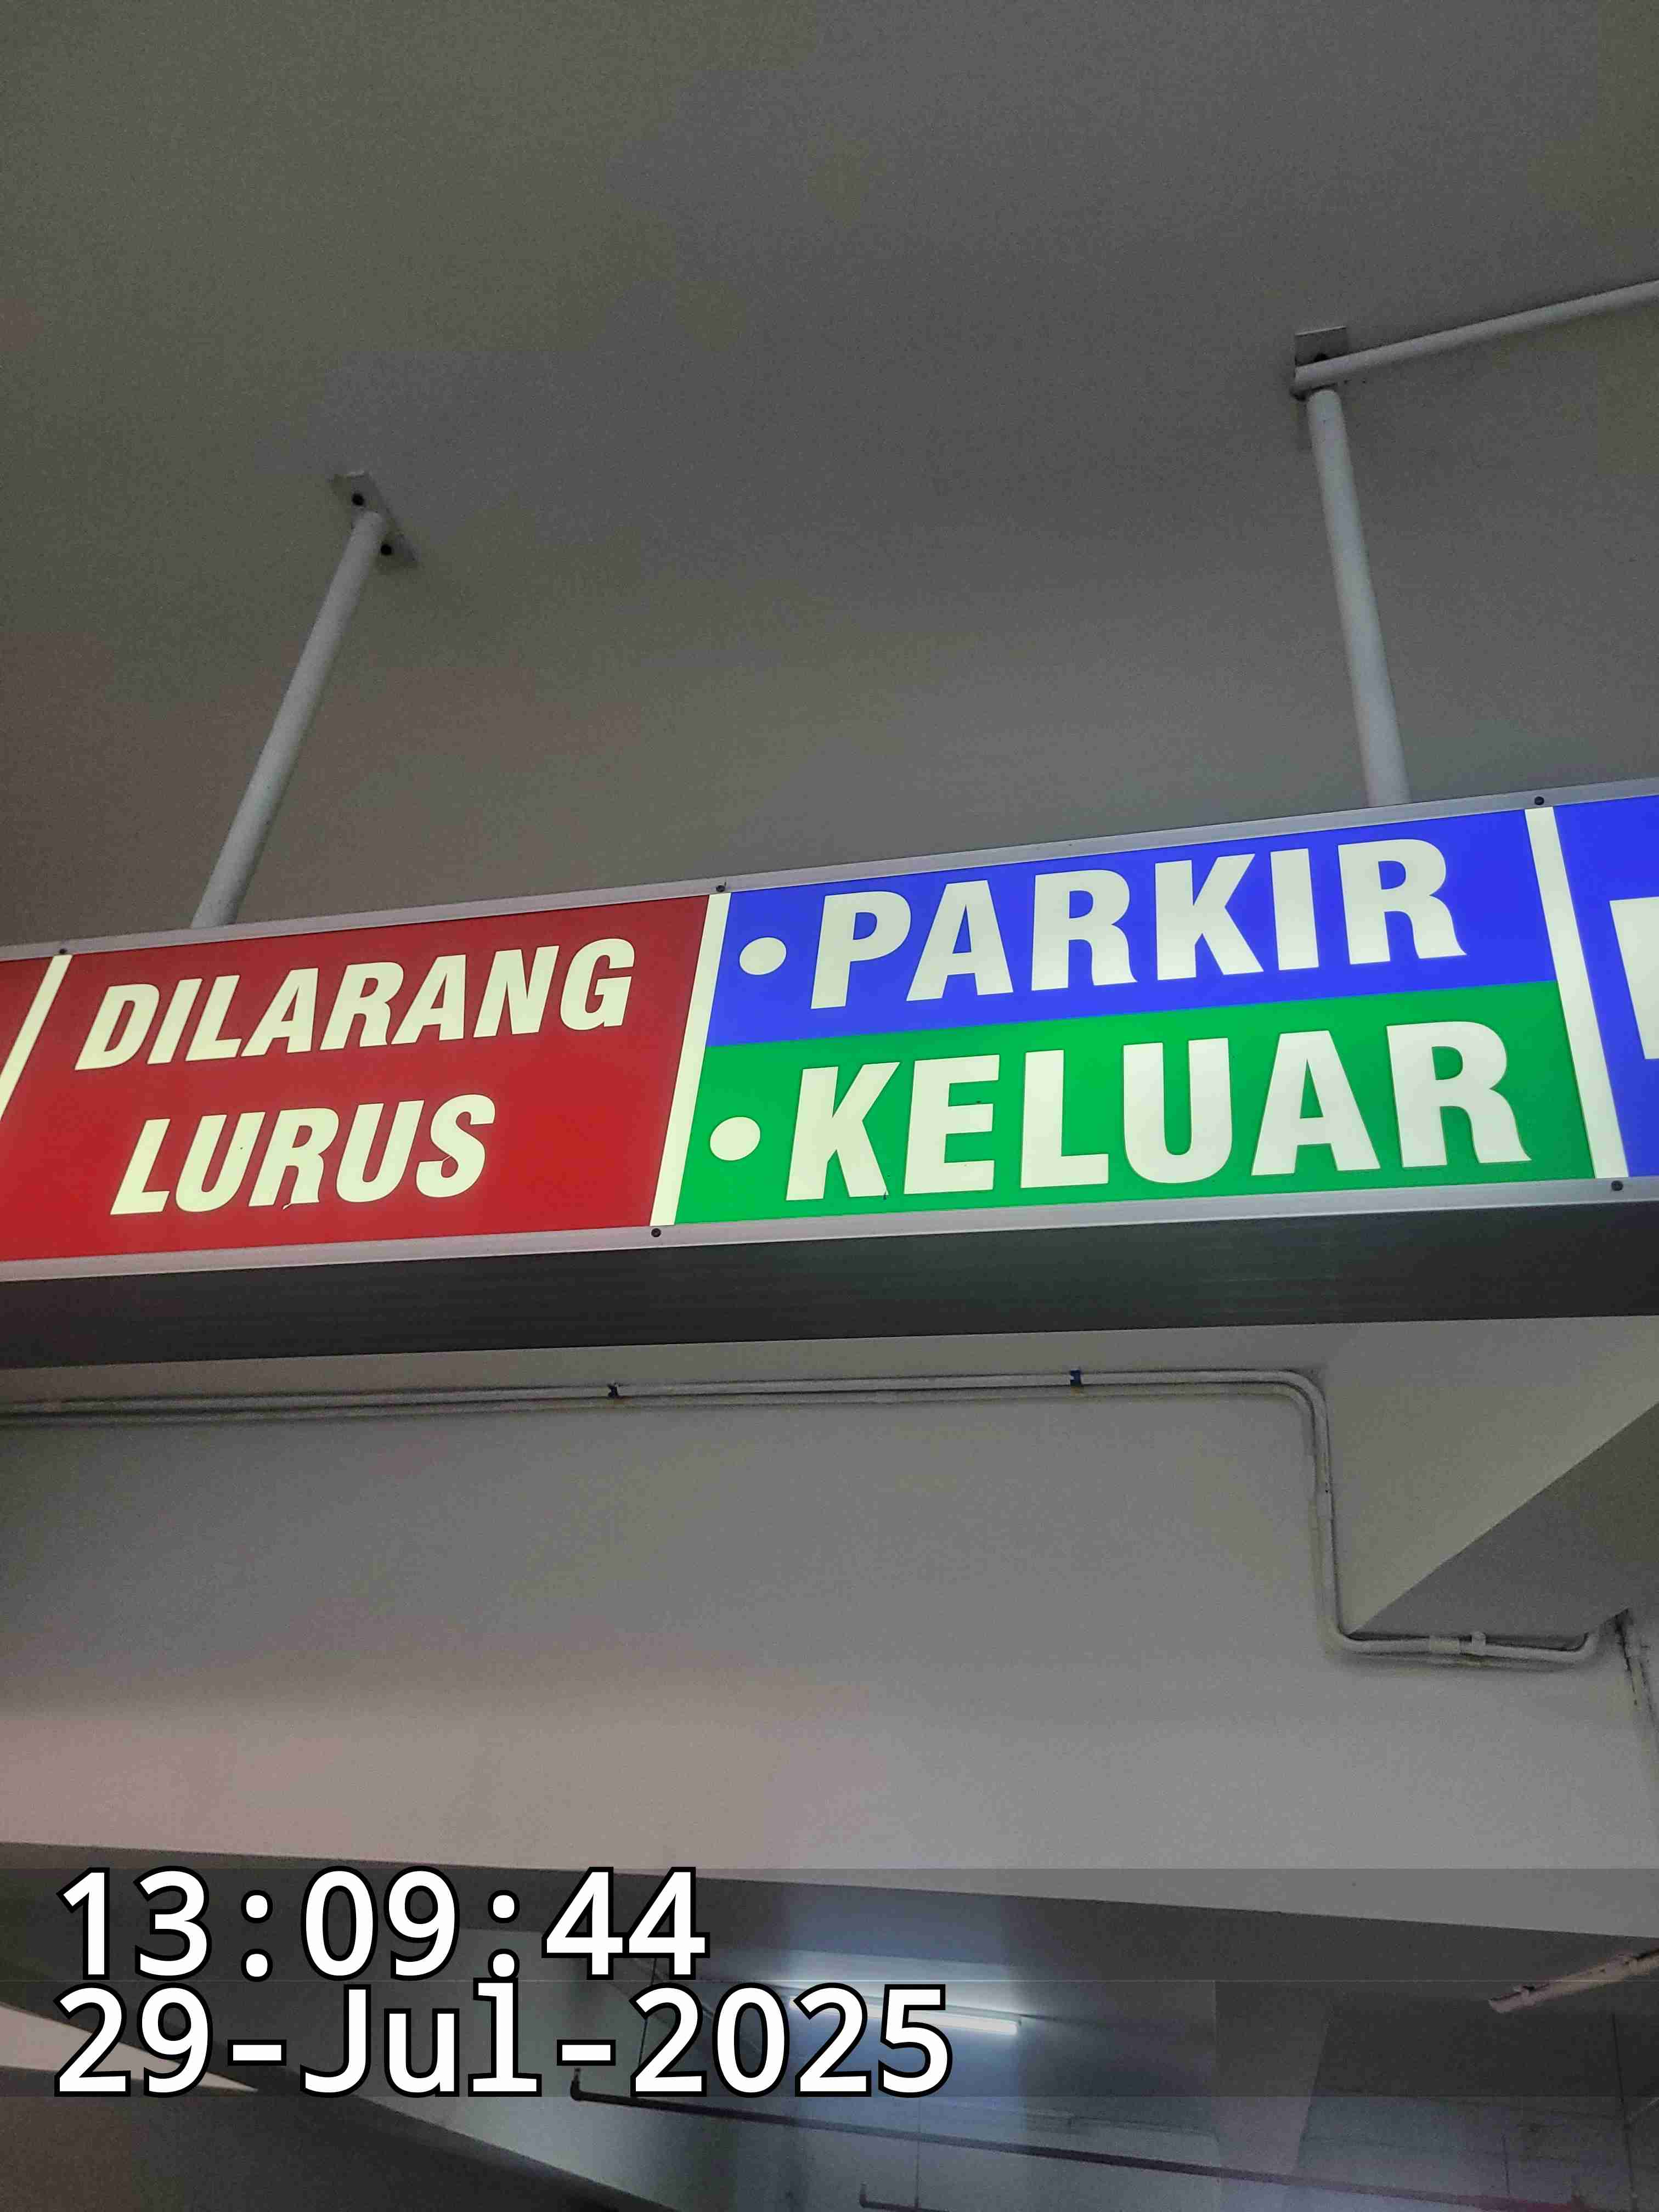 DILARANG
LURUS
• PARKIR
• KELUAR
13:09:44
29-Jul-2025